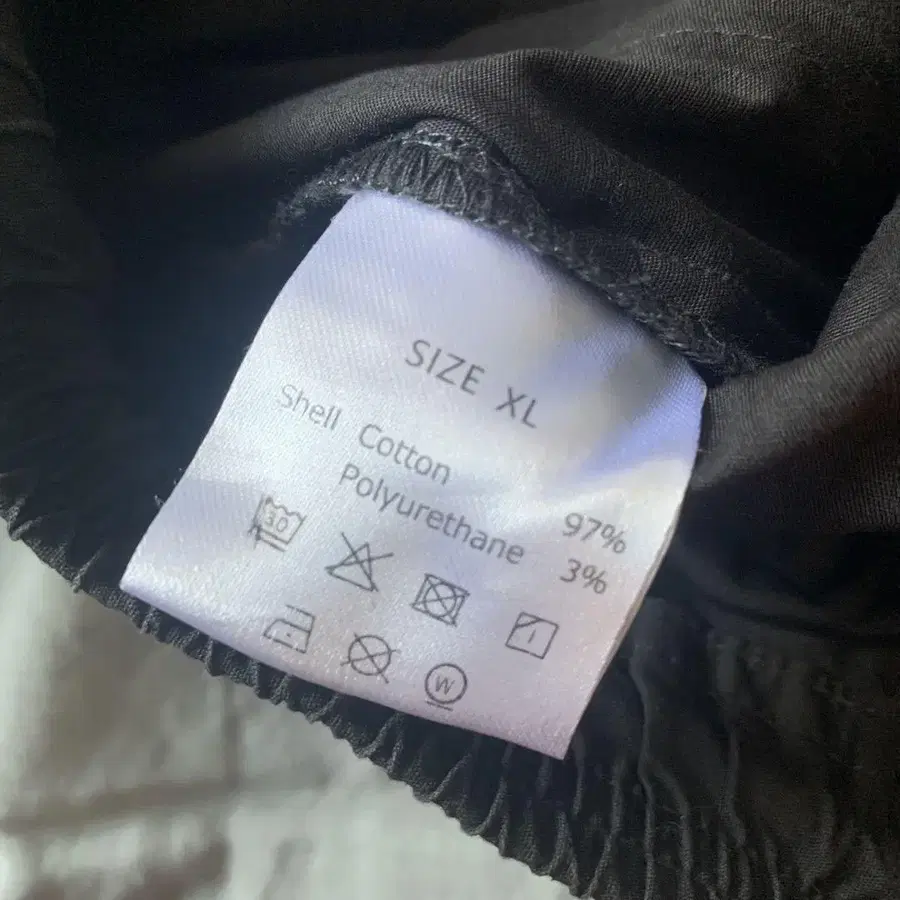 SIZE XL
Shell Cotton 97%
Polyurethane 3%
30
W